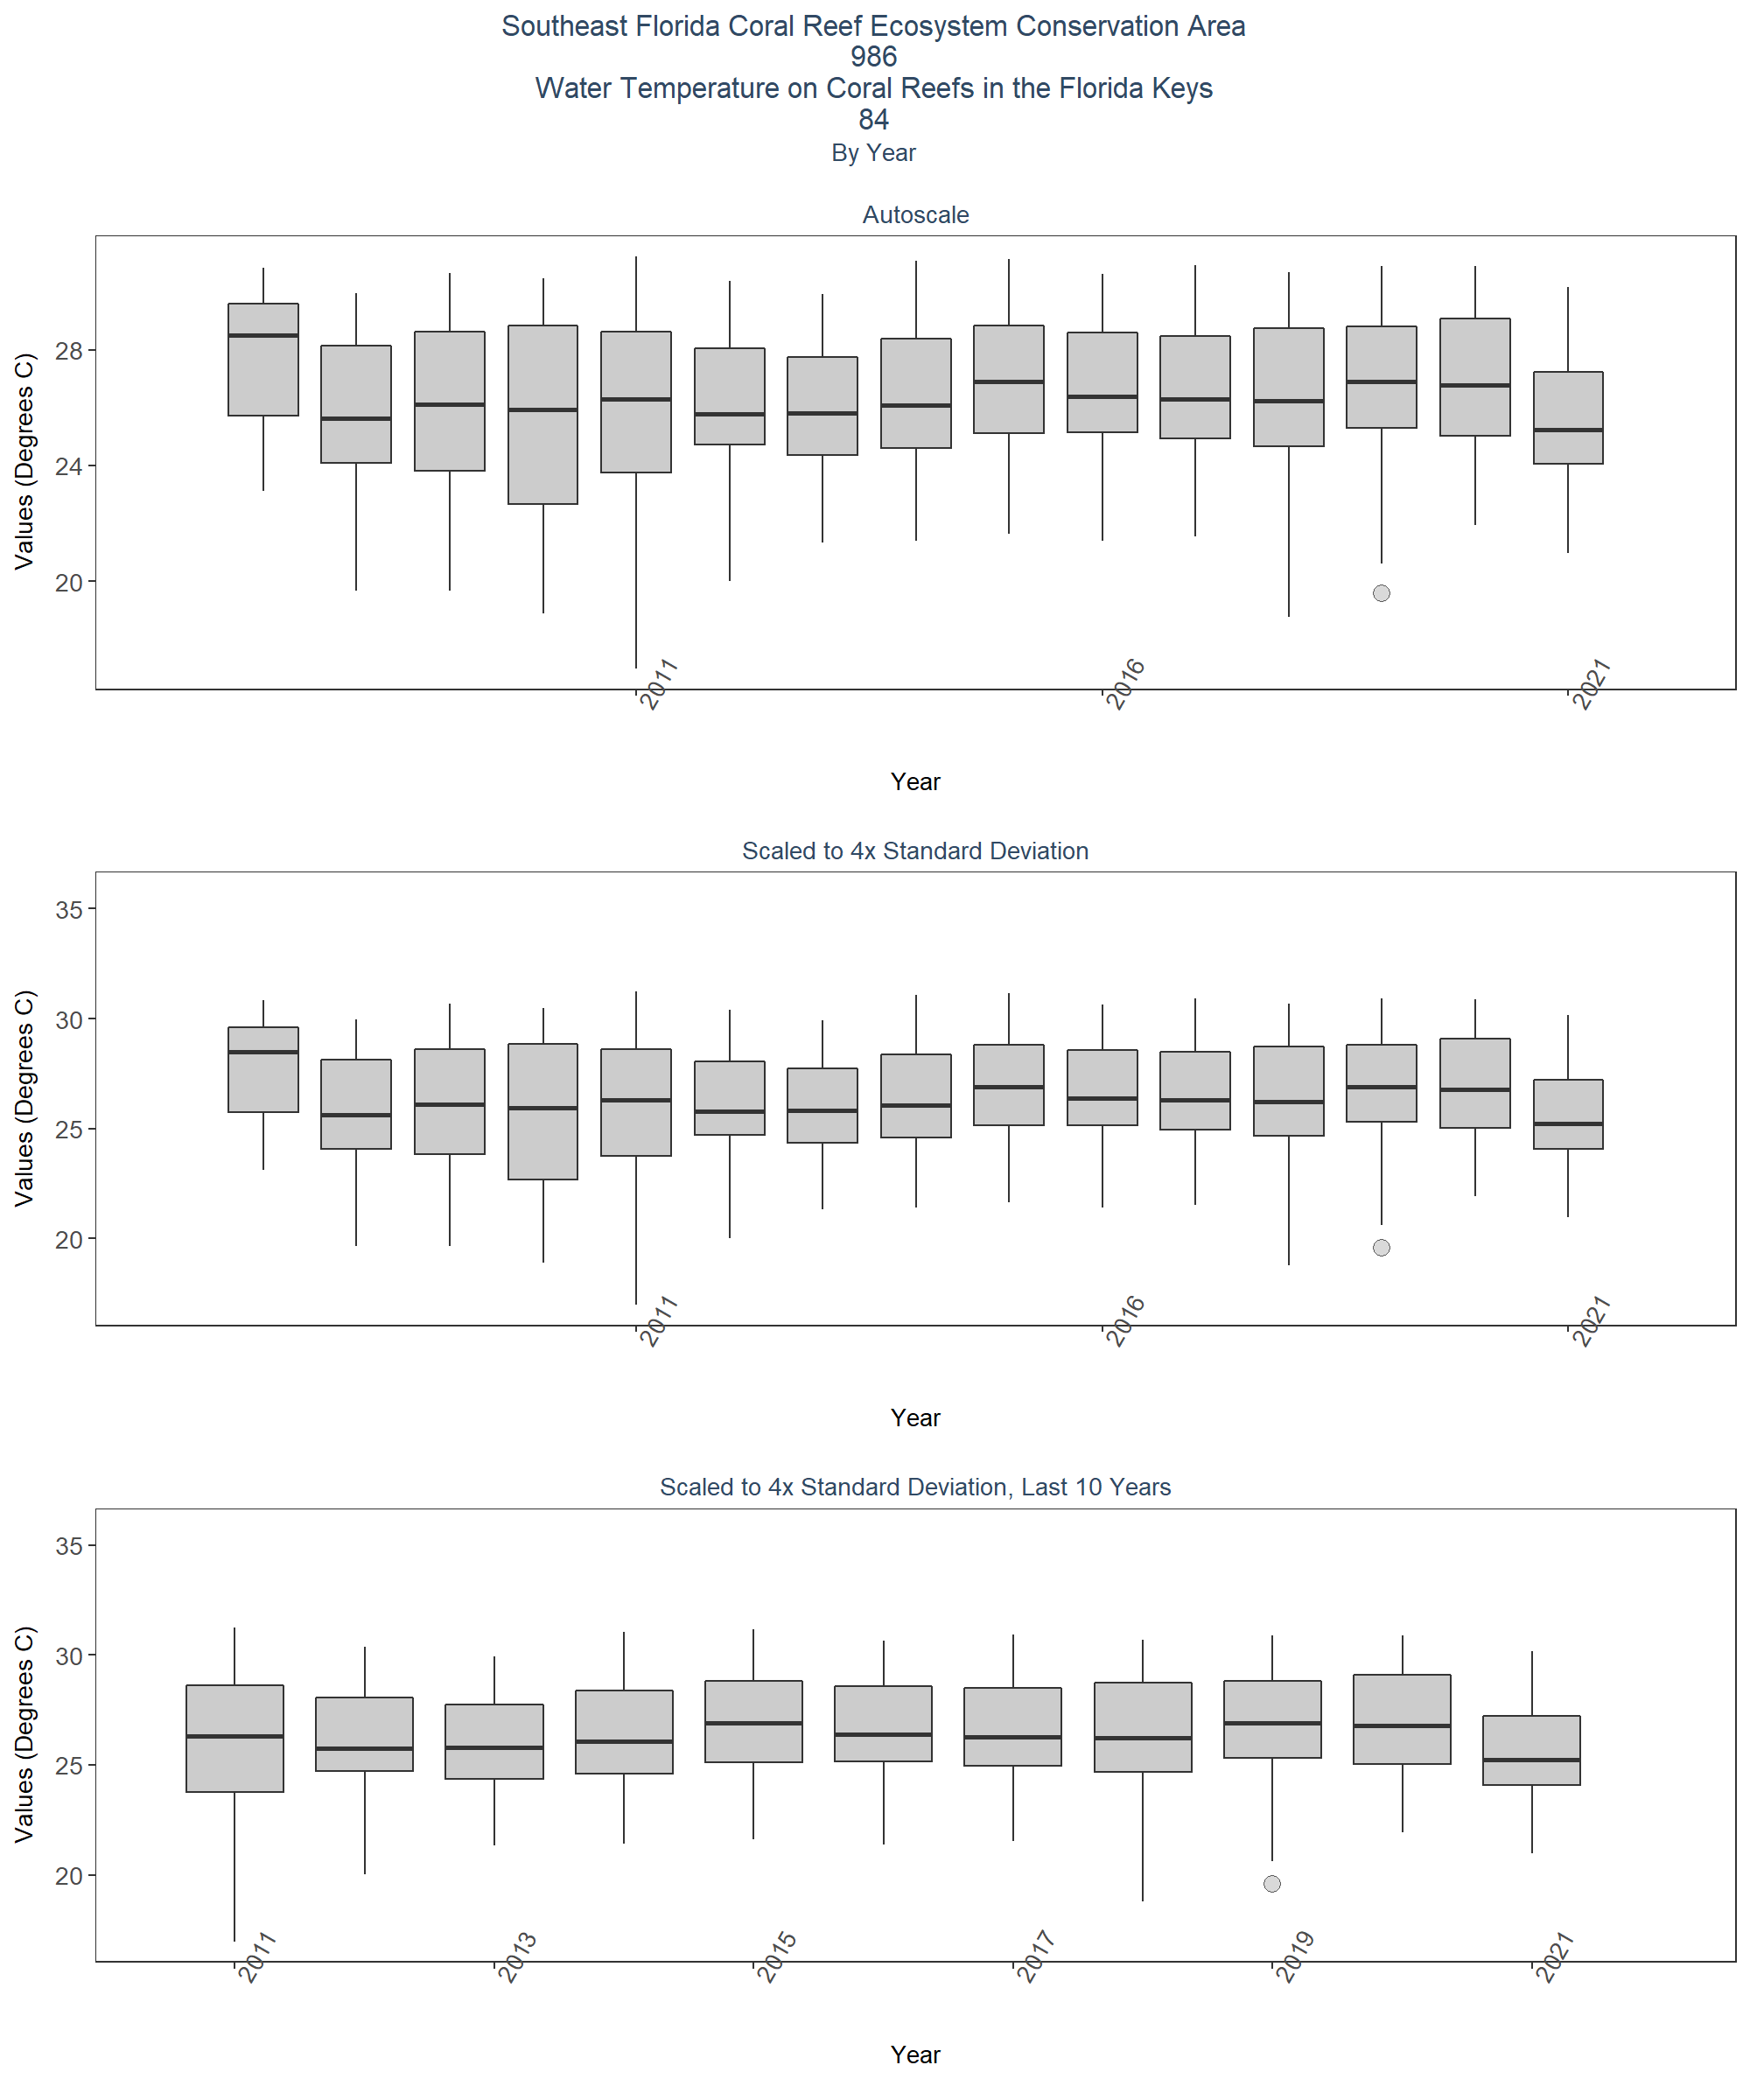 Southeast Florida Coral Reef Ecosystem Conservation Area
986
Water Temperature on Coral Reefs in the Florida Keys
84
By Year
Autoscale
Values (Degrees C)
28
24
20
2011
2016
2021
Year
Scaled to 4x Standard Deviation
Values (Degrees C)
35
30
25
20
2011
2016
2021
Year
Scaled to 4x Standard Deviation, Last 10 Years
Values (Degrees C)
35
30
25
20
2011
2013
2015
2017
2019
2021
Year